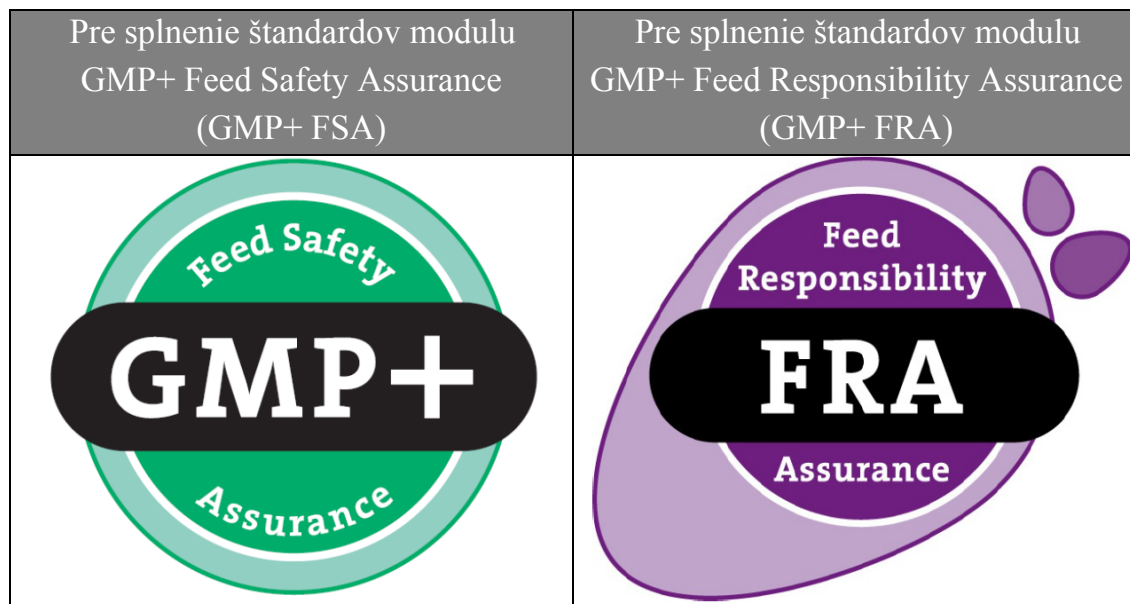 Pre splnenie štandardov modulu
GMP+ Feed Safety Assurance
(GMP+ FSA)
Pre splnenie štandardov modulu
GMP+ Feed Responsibility Assurance
(GMP+ FRA)
Feed Safety
GMP+
Assurance
Feed
Responsibility
FRA
Assurance